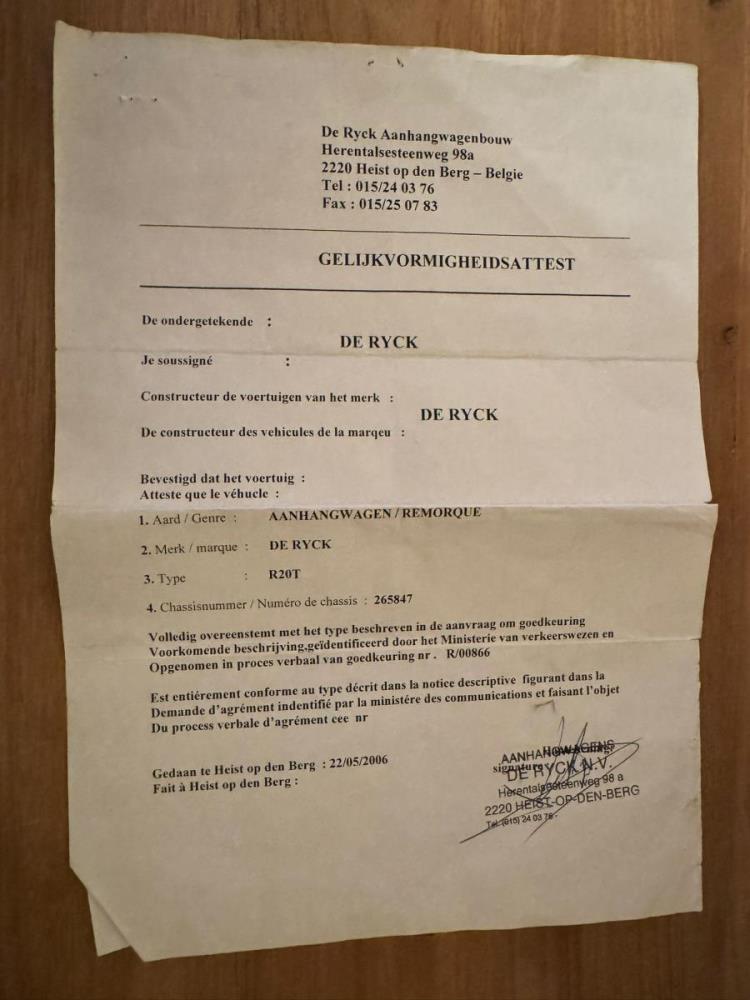 De Ryck Aanhangwagenbouw
Herentalsesteenweg 98a
2220 Heist op den Berg – Belgie
Tel : 015/24 03 76
Fax : 015/25 07 83
GELIJKVORMIGHEIDSATTEST
De ondergetekende :
DE RYCK
Je soussigné :
Constructeur de voertuigen van het merk :
DE RYCK
De constructeur des vehicules de la marqeu :
Bevestigd dat het voertuig :
Atteste que le véhucle :
1. Aard / Genre : AANHANGWAGEN / REMORQUE
2. Merk / marque : DE RYCK
3. Type : R20T
4. Chassisnummer / Numéro de chassis : 265847
Volledig overeenstemt met het type beschreven in de aanvraag om goedkeuring
Voorkomende beschrijving,geïdentificeerd door het Ministerie van verkeerswezen en
Opgenomen in proces verbaal van goedkeuring nr . R/00866
Est entiérement conforme au type décrit dans la notice descriptive figurant dans la
Demande d'agrément indentifié par la ministére des communications et faisant l'objet
Du process verbale d'agrément cee nr
Gedaan te Heist op den Berg : 22/05/2006
Fait à Heist op den Berg :
signature
AANHANGWAGENS
DE RYCK N.V.
Herentalsesteenweg 98 a
2220 HEIST-OP-DEN-BERG
Tel. (015) 24 03 76